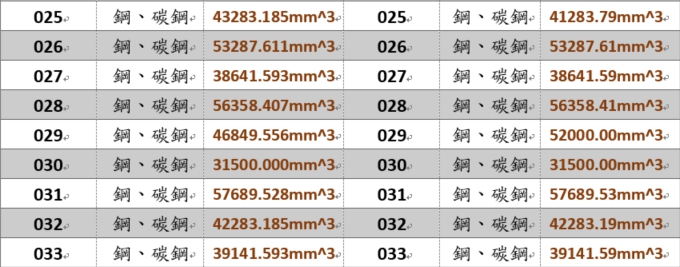 025 鋼、碳鋼 43283.185mm^3 025 鋼、碳鋼 41283.79mm^3
026 鋼、碳鋼 53287.611mm^3 026 鋼、碳鋼 53287.61mm^3
027 鋼、碳鋼 38641.593mm^3 027 鋼、碳鋼 38641.59mm^3
028 鋼、碳鋼 56358.407mm^3 028 鋼、碳鋼 56358.41mm^3
029 鋼、碳鋼 46849.556mm^3 029 鋼、碳鋼 52000.00mm^3
030 鋼、碳鋼 31500.000mm^3 030 鋼、碳鋼 31500.00mm^3
031 鋼、碳鋼 57689.528mm^3 031 鋼、碳鋼 57689.53mm^3
032 鋼、碳鋼 42283.185mm^3 032 鋼、碳鋼 42283.19mm^3
033 鋼、碳鋼 39141.593mm^3 033 鋼、碳鋼 39141.59mm^3